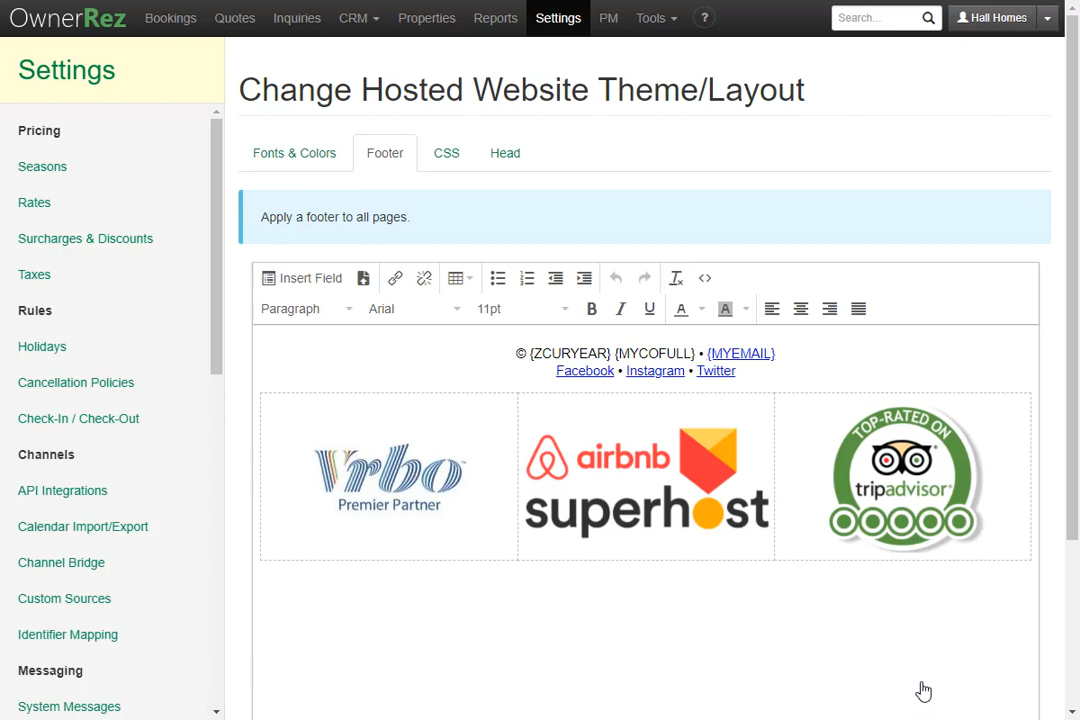 OwnerRez Bookings Quotes Inquiries CRM Properties Reports Settings PM Tools ? Search... Hall Homes
Settings
Pricing
Seasons
Rates
Surcharges & Discounts
Taxes
Rules
Holidays
Cancellation Policies
Check-In / Check-Out
Channels
API Integrations
Calendar Import/Export
Channel Bridge
Custom Sources
Identifier Mapping
Messaging
System Messages
Change Hosted Website Theme/Layout
Fonts & Colors Footer CSS Head
Apply a footer to all pages.
Insert Field
Paragraph Arial 11pt B I U A A
© {ZCURYEAR} {MYCOFULL} • {MYEMAIL}
Facebook • Instagram • Twitter
Vrbo
Premier Partner
airbnb
superhost
TOP-RATED ON
tripadvisor